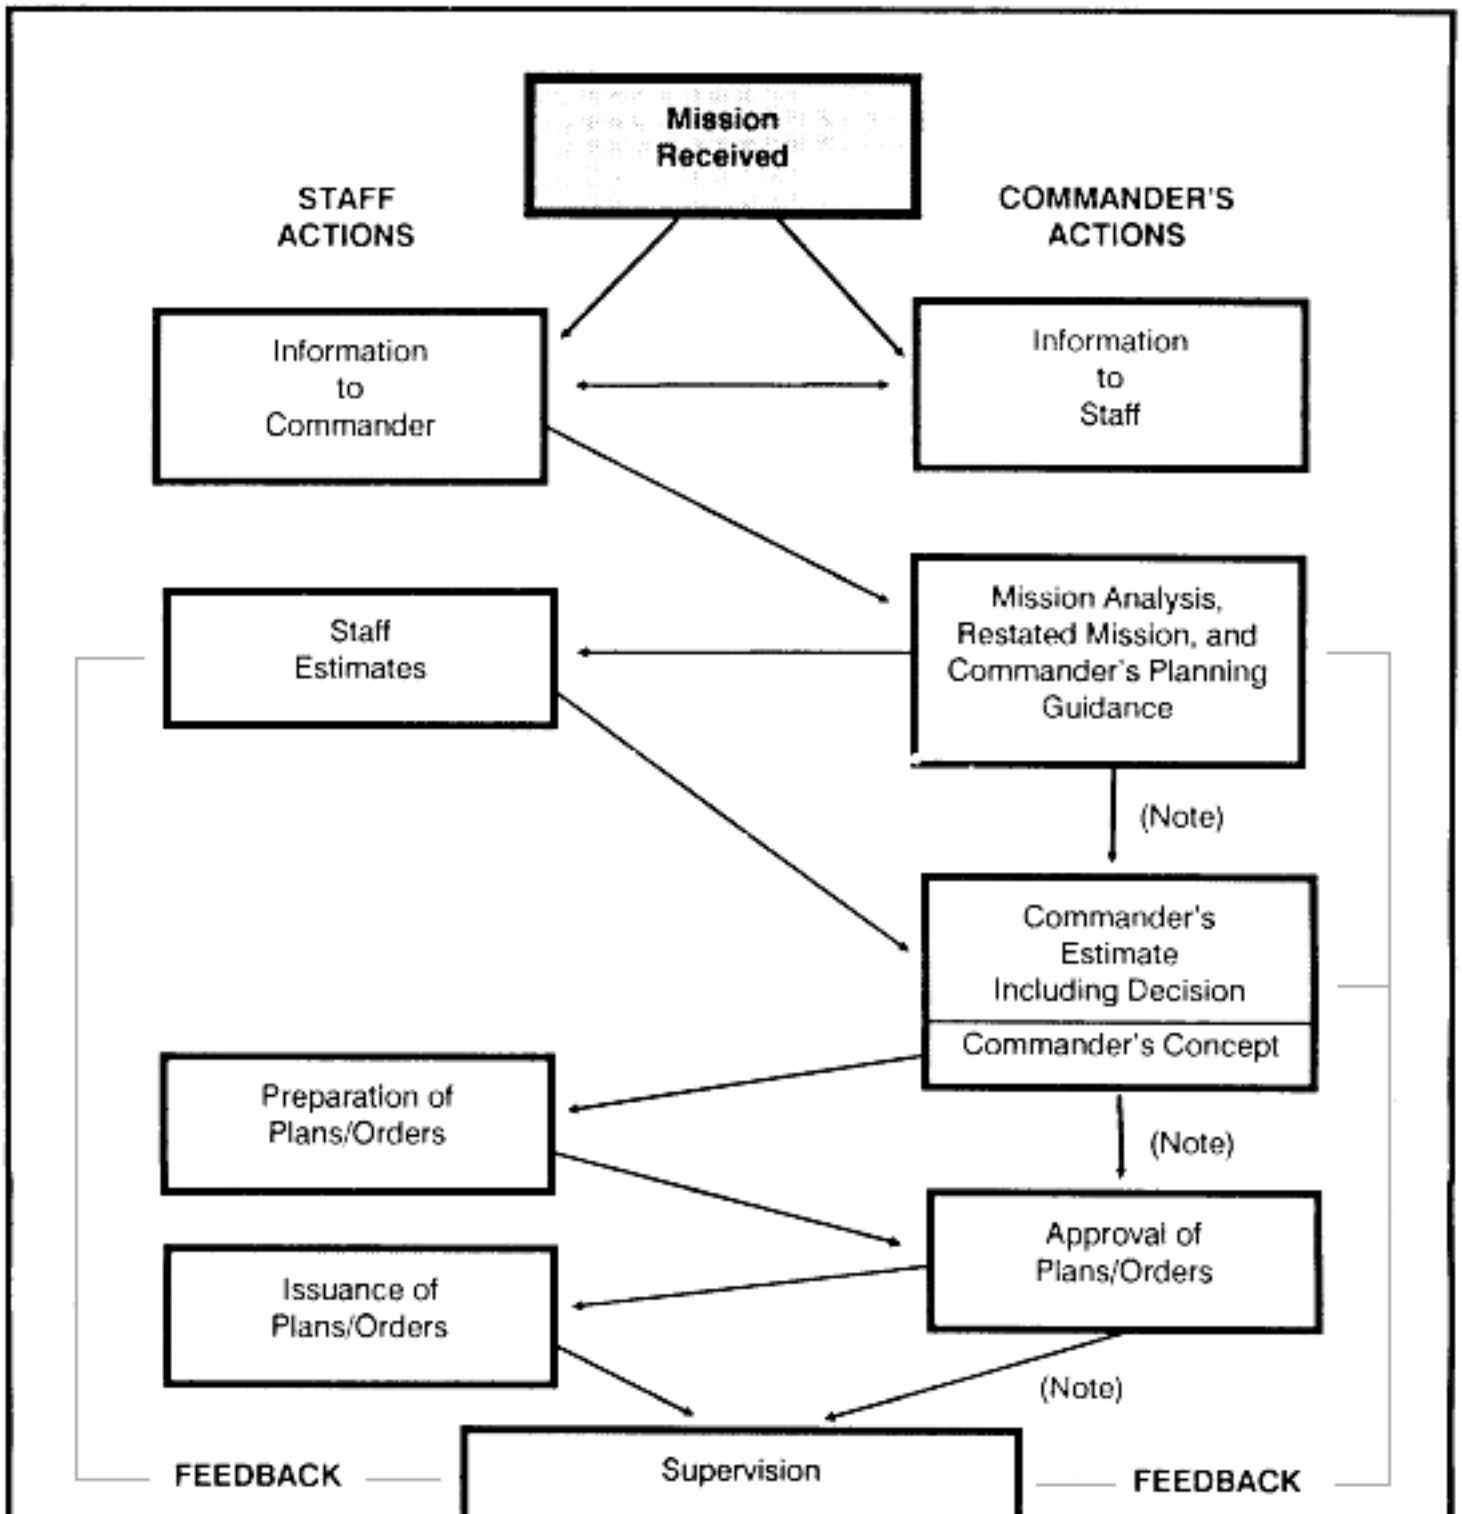 Mission
Received
STAFF
ACTIONS
COMMANDER'S
ACTIONS
Information
to
Commander
Information
to
Staff
Mission Analysis,
Restated Mission, and
Commander's Planning
Guidance
Staff
Estimates
(Note)
Commander's
Estimate
Including Decision
Commander's Concept
Preparation of
Plans/Orders
(Note)
Approval of
Plans/Orders
Issuance of
Plans/Orders
(Note)
FEEDBACK
Supervision
FEEDBACK